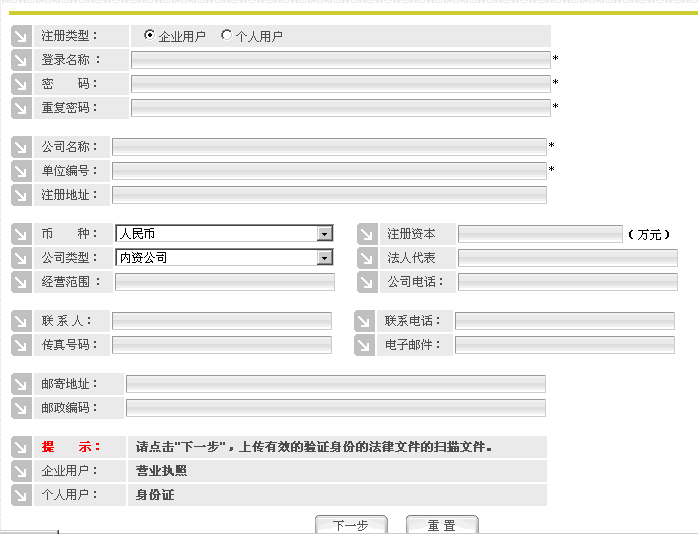 注册类型： 企业用户 个人用户
登录名称： *
密 码： *
重复密码： *
公司名称： *
单位编号： *
注册地址：
币 种： 人民币 注册资本 （万元）
公司类型： 内资公司 法人代表
经营范围： 公司电话：
联 系 人： 联系电话：
传真号码： 电子邮件：
邮寄地址：
邮政编码：
提 示： 请点击"下一步"，上传有效的验证身份的法律文件的扫描文件。
企业用户： 营业执照
个人用户： 身份证
下一步 重 置